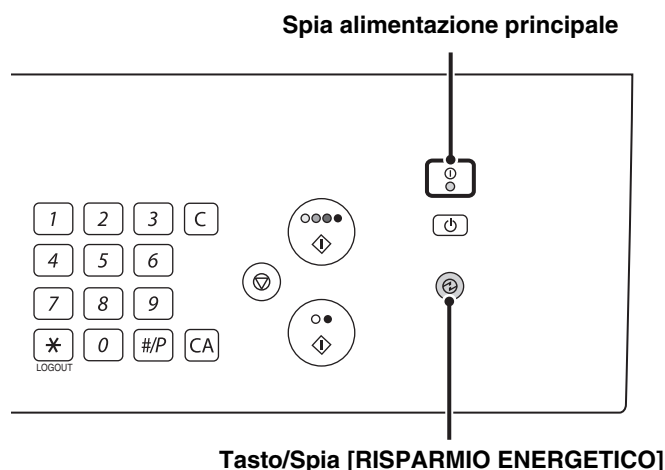 Spia alimentazione principale
1 2 3 C
4 5 6
7 8 9
* 0 #/P CA
LOGOUT
Tasto/Spia [RISPARMIO ENERGETICO]